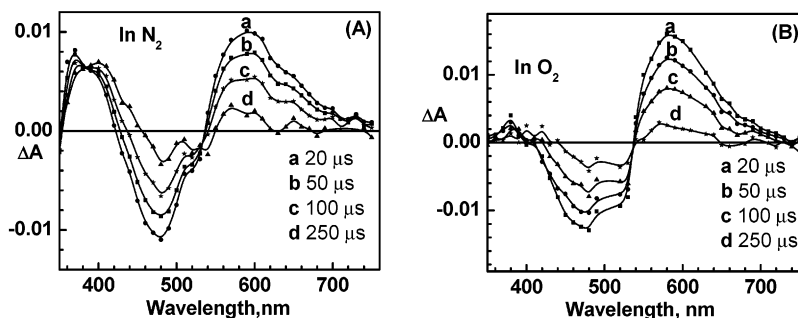 In N2
(A)
a
b
c
d
0.01
0.00
-0.01
ΔA
a 20 μs
b 50 μs
c 100 μs
d 250 μs
400 500 600 700
Wavelength,nm
In O2
(B)
a
b
c
d
0.01
0.00
-0.01
ΔA
a 20 μs
b 50 μs
c 100 μs
d 250 μs
400 500 600 700
Wavelength, nm